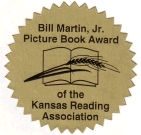 Bill Martin, Jr.
Picture Book Award
of the
Kansas Reading
Association